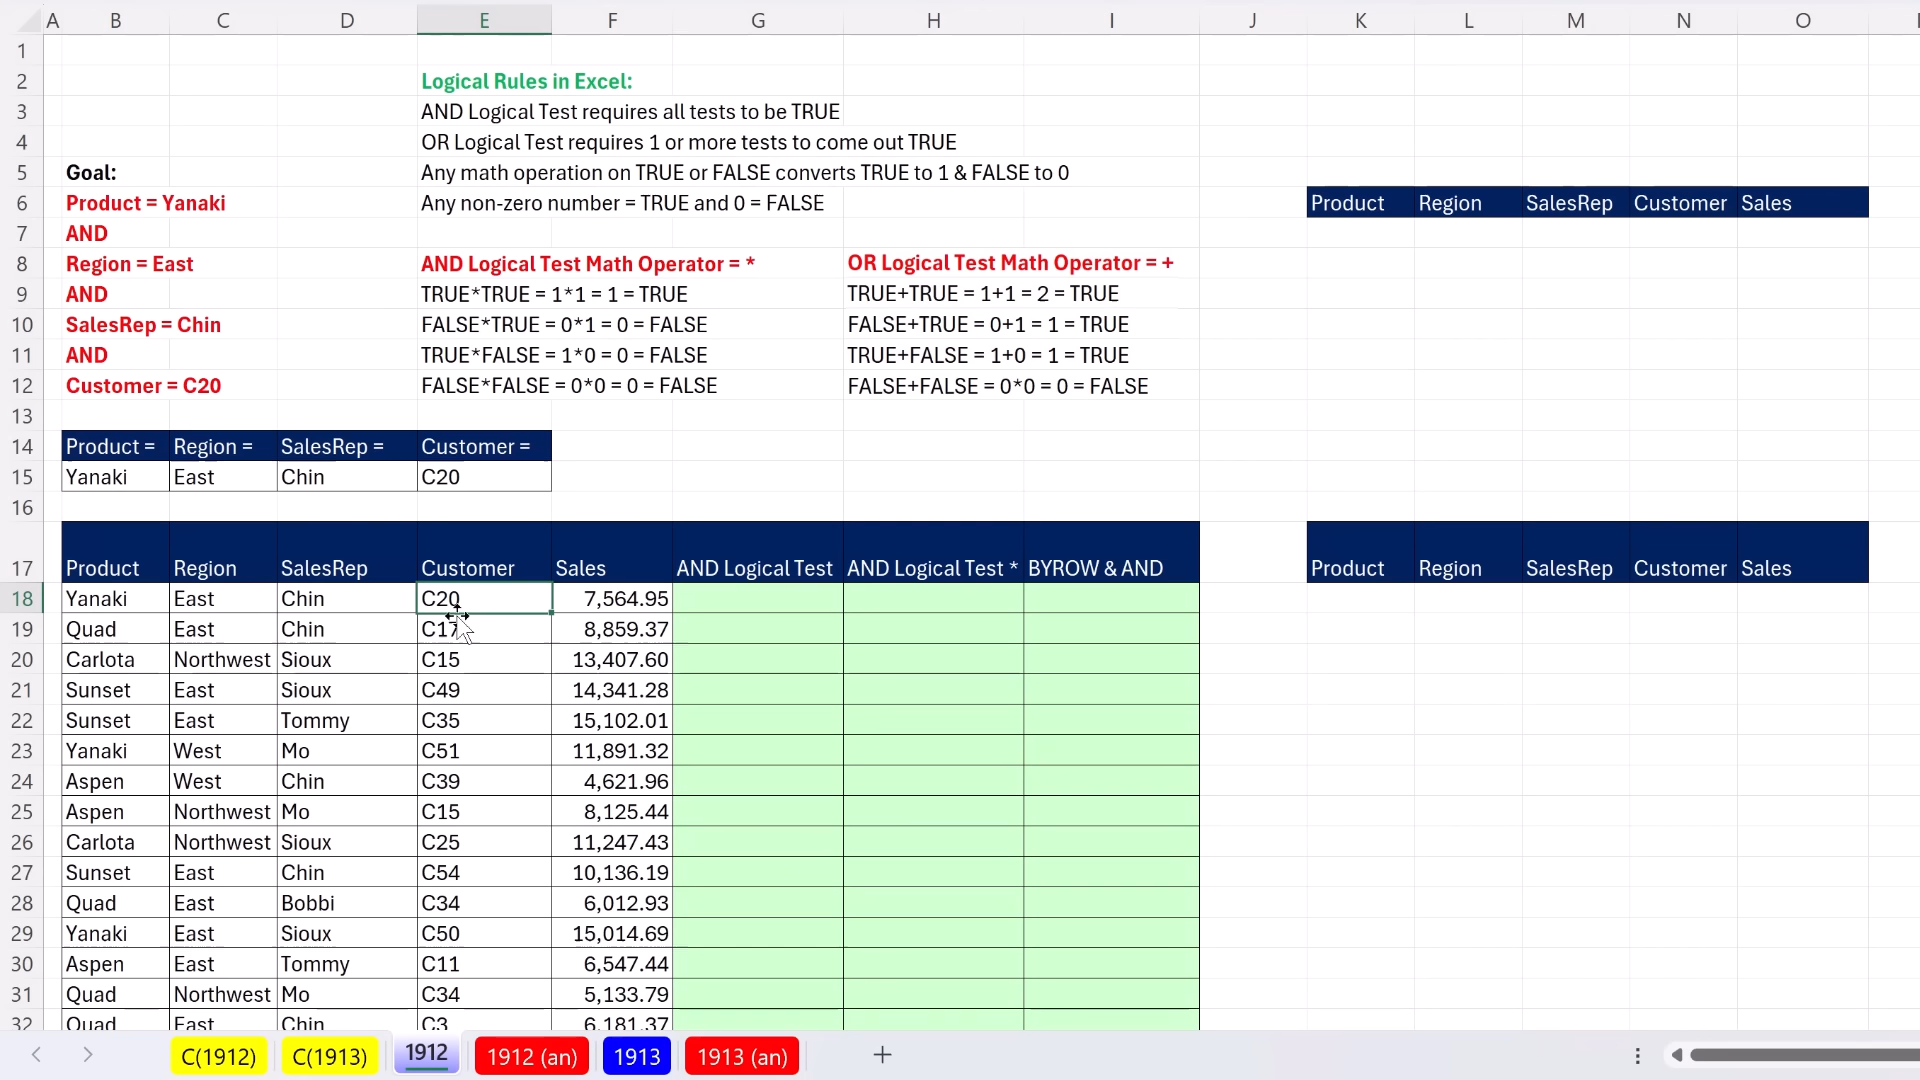 A B C D E F G H I J K L M N O
1
2 Logical Rules in Excel:
3 AND Logical Test requires all tests to be TRUE
4 OR Logical Test requires 1 or more tests to come out TRUE
5 Goal: Any math operation on TRUE or FALSE converts TRUE to 1 & FALSE to 0
6 Product = Yanaki Any non-zero number = TRUE and 0 = FALSE Product Region SalesRep Customer Sales
7 AND
8 Region = East AND Logical Test Math Operator = * OR Logical Test Math Operator = +
9 AND TRUE*TRUE = 1*1 = 1 = TRUE TRUE+TRUE = 1+1 = 2 = TRUE
10 SalesRep = Chin FALSE*TRUE = 0*1 = 0 = FALSE FALSE+TRUE = 0+1 = 1 = TRUE
11 AND TRUE*FALSE = 1*0 = 0 = FALSE TRUE+FALSE = 1+0 = 1 = TRUE
12 Customer = C20 FALSE*FALSE = 0*0 = 0 = FALSE FALSE+FALSE = 0*0 = 0 = FALSE
13
14 Product = Region = SalesRep = Customer =
15 Yanaki East Chin C20
16
17 Product Region SalesRep Customer Sales AND Logical Test AND Logical Test * BYROW & AND Product Region SalesRep Customer Sales
18 Yanaki East Chin C20 7,564.95
19 Quad East Chin C17 8,859.37
20 Carlota Northwest Sioux C15 13,407.60
21 Sunset East Sioux C49 14,341.28
22 Sunset East Tommy C35 15,102.01
23 Yanaki West Mo C51 11,891.32
24 Aspen West Chin C39 4,621.96
25 Aspen Northwest Mo C15 8,125.44
26 Carlota Northwest Sioux C25 11,247.43
27 Sunset East Chin C54 10,136.19
28 Quad East Bobbi C34 6,012.93
29 Yanaki East Sioux C50 15,014.69
30 Aspen East Tommy C11 6,547.44
31 Quad Northwest Mo C34 5,133.79
32 Quad East Chin C3 6,181.37
C(1912) C(1913) 1912 1912 (an) 1913 1913 (an)